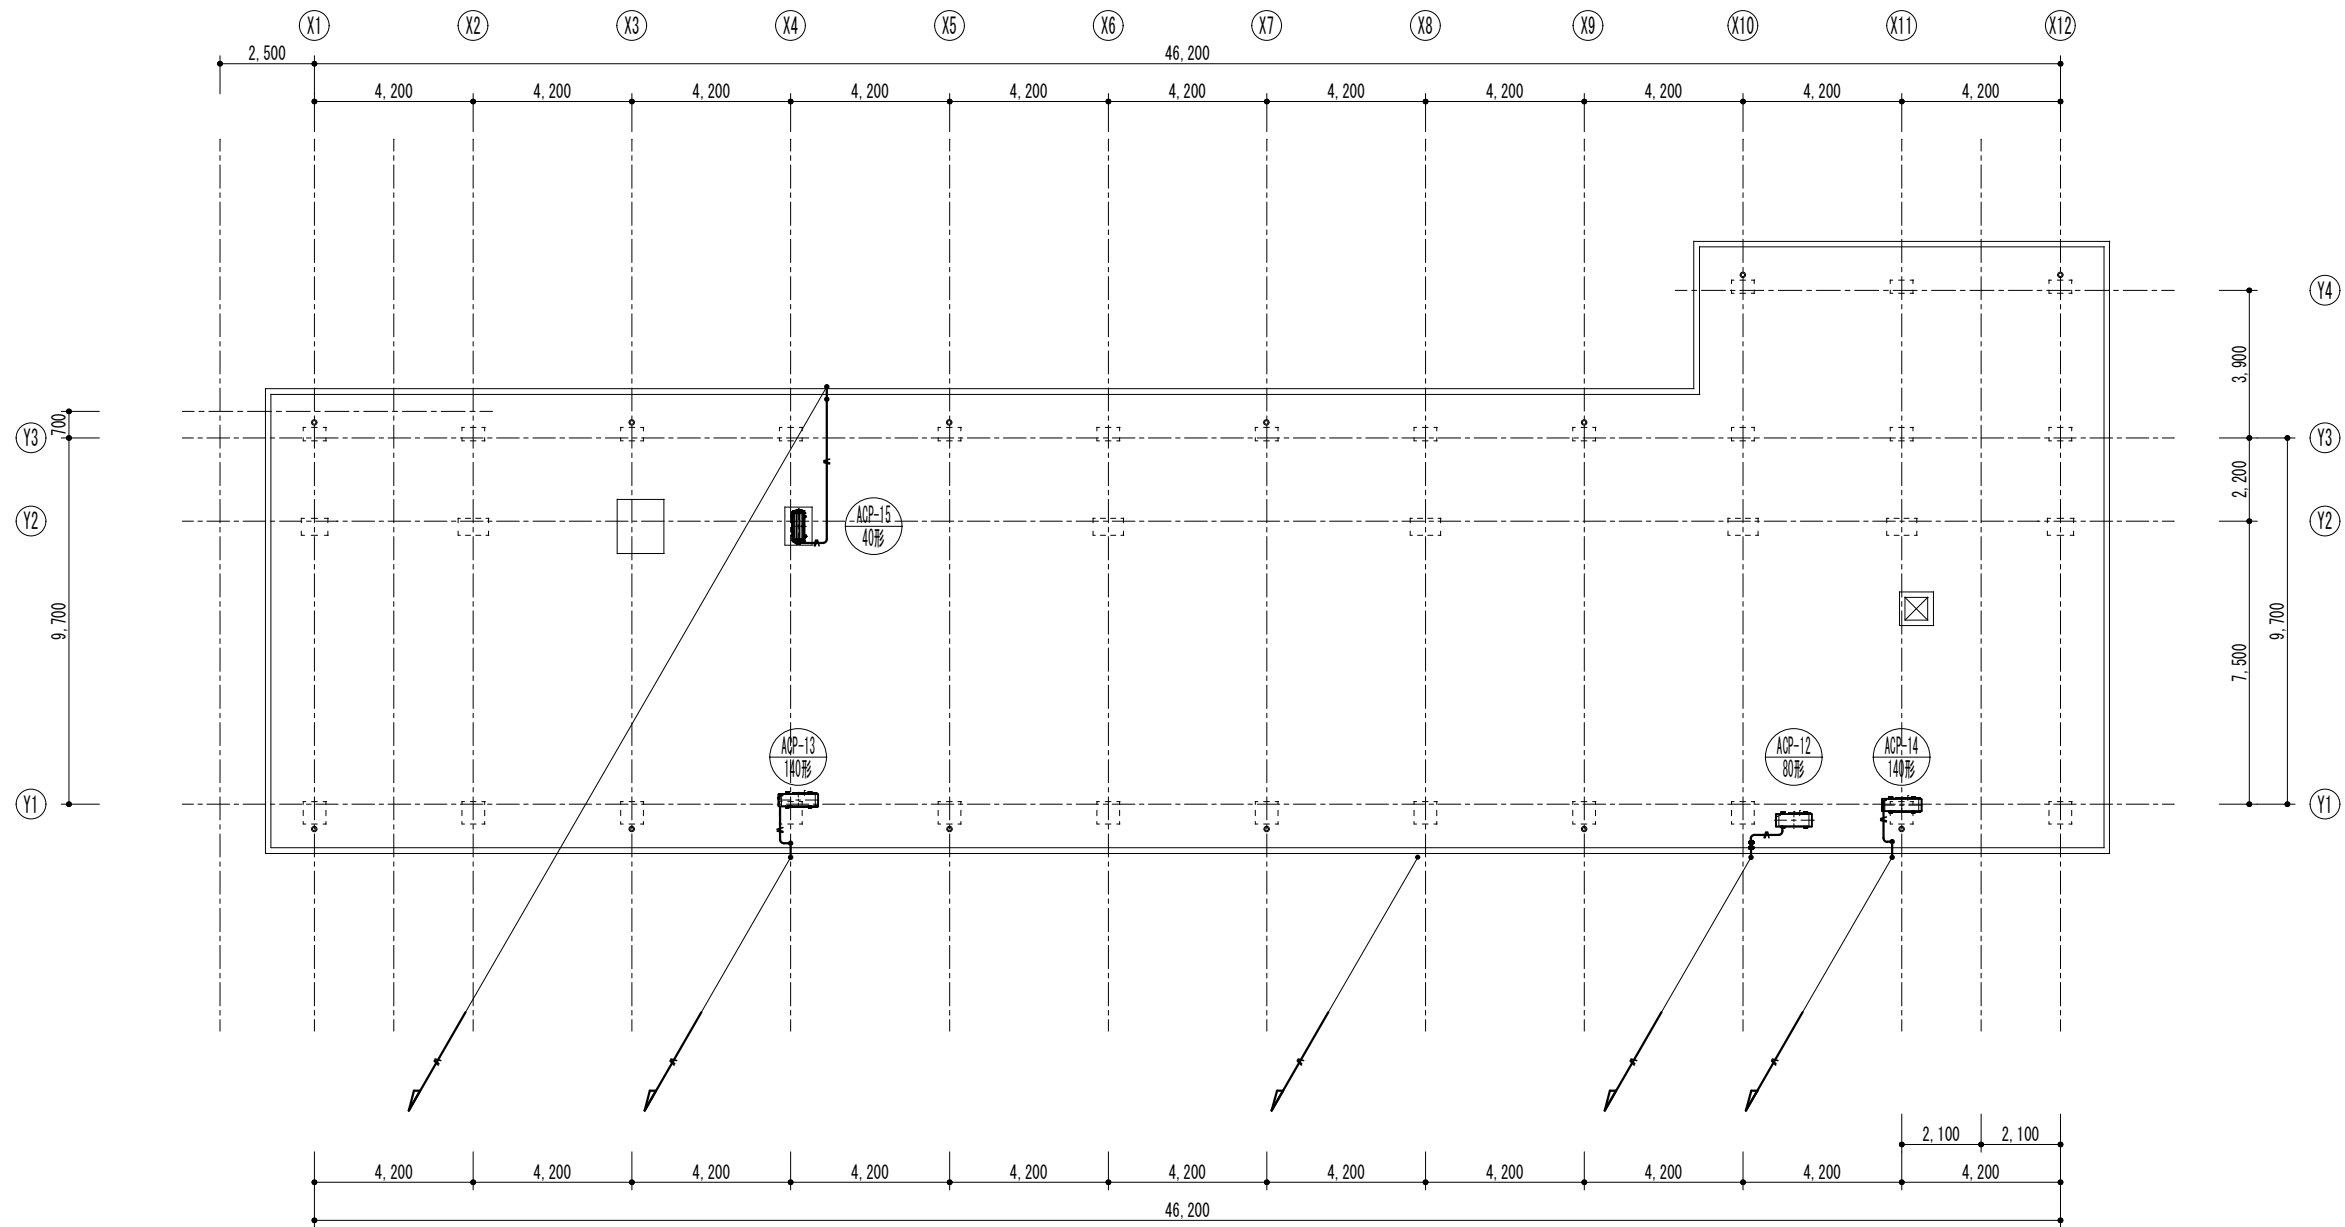 X1 X2 X3 X4 X5 X6 X7 X8 X9 X10 X11 X12
2,500 46,200
4,200 4,200 4,200 4,200 4,200 4,200 4,200 4,200 4,200 4,200 4,200
Y4
3,900
700
Y3 Y3
2,200
ACP-15
40形
Y2 Y2
9,700 9,700
7,500
ACP-13 ACP-12 ACP-14
140形 80形 140形
Y1 Y1
2,100 2,100
4,200 4,200 4,200 4,200 4,200 4,200 4,200 4,200 4,200 4,200 4,200
46,200